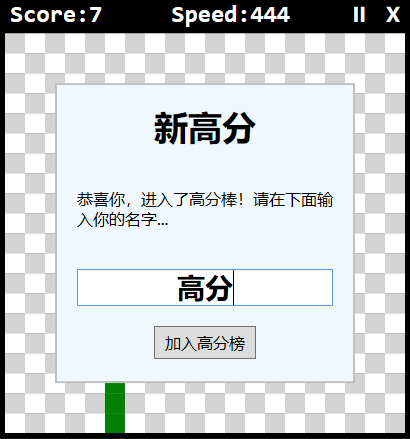 Score:7 Speed:444 II X
新高分
恭喜你，进入了高分棒！请在下面输
入你的名字...
高分
加入高分榜